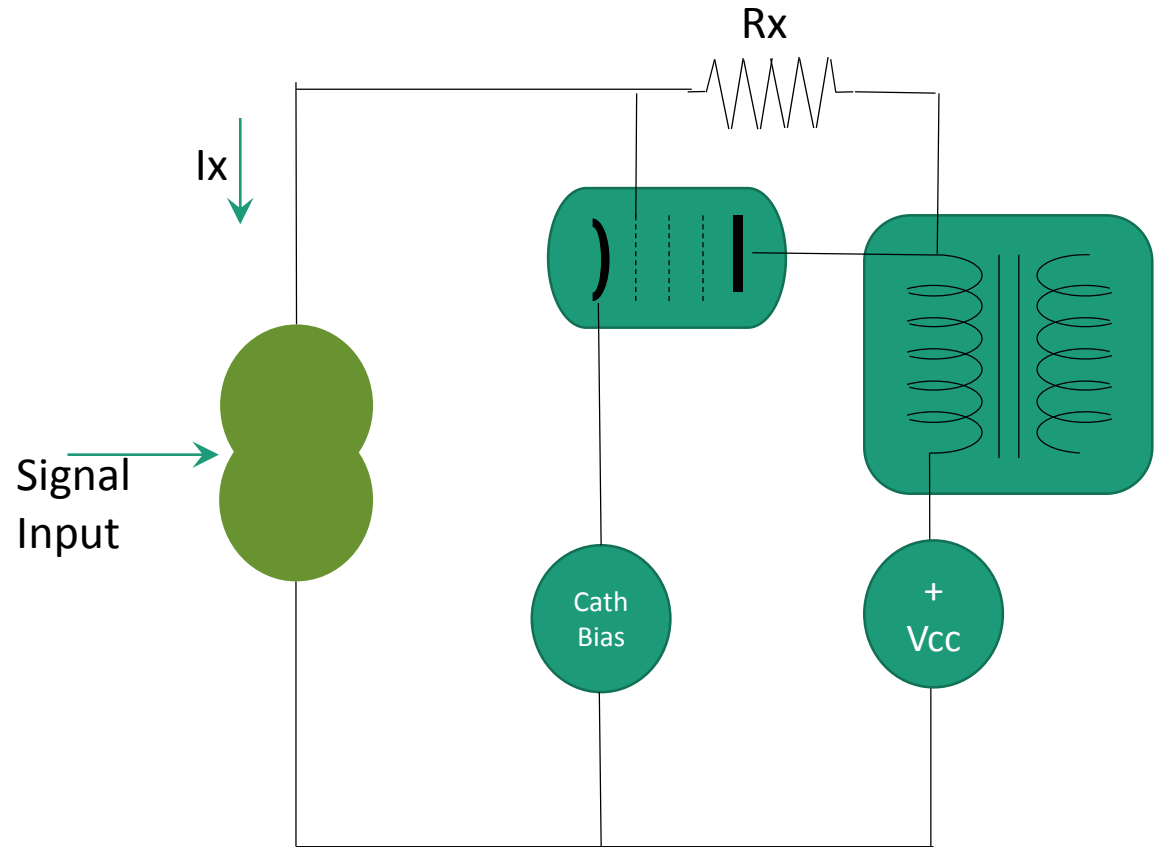 Rx
Ix
Signal
Input
Cath
Bias
+
Vcc